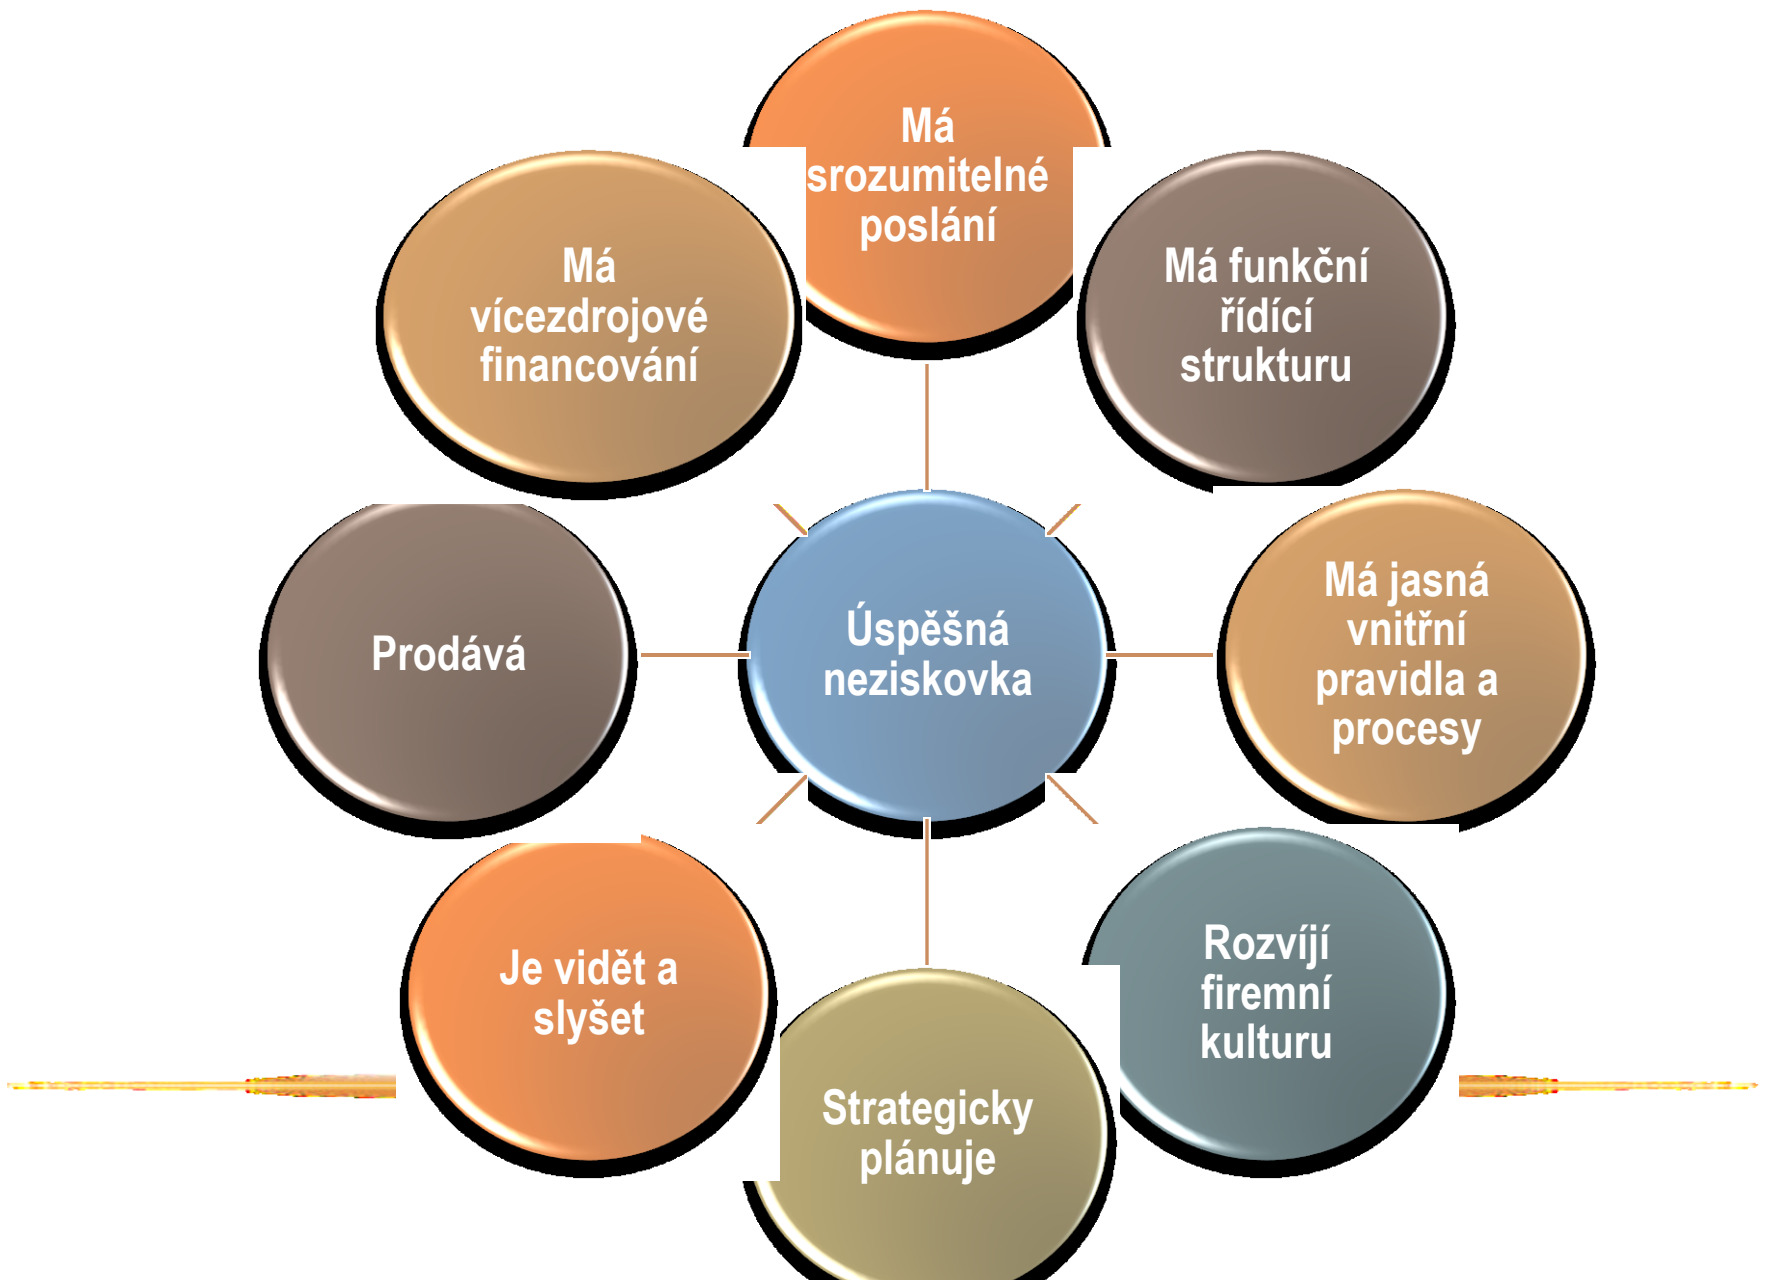 Má
srozumitelné
poslání
Má
vícezdrojové
financování
Má funkční
řídící
strukturu
Prodává
Úspěšná
neziskovka
Má jasná
vnitřní
pravidla a
procesy
Je vidět a
slyšet
Rozvíjí
firemní
kulturu
Strategicky
plánuje